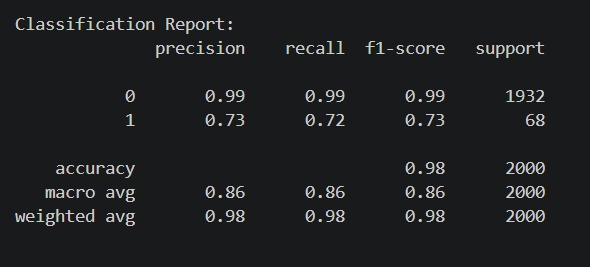 Classification Report:
precision recall f1-score support
0 0.99 0.99 0.99 1932
1 0.73 0.72 0.73 68
accuracy 0.98 2000
macro avg 0.86 0.86 0.86 2000
weighted avg 0.98 0.98 0.98 2000